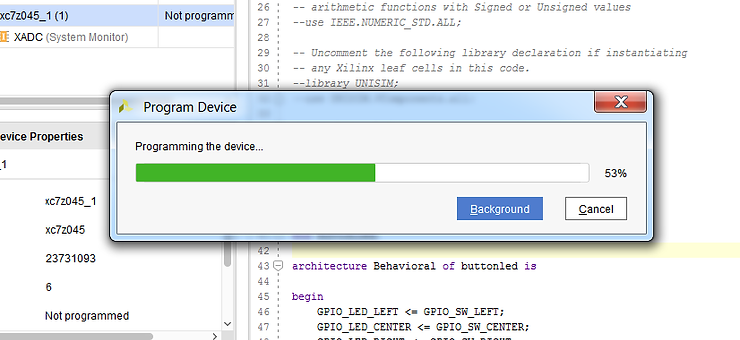 xc7z045_1 (1)
Not programm
XADC (System Monitor)
evice Properties
_1
xc7z045_1
xc7z045
23731093
6
Not programmed
26 -- arithmetic functions with Signed or Unsigned values
27 --use IEEE.NUMERIC_STD.ALL;
28
29 -- Uncomment the following library declaration if instantiating
30 -- any Xilinx leaf cells in this code.
31 --library UNISIM;
Program Device
Programming the device...
53%
Background
Cancel
42
43 architecture Behavioral of buttonled is
44
45 begin
46 GPIO_LED_LEFT <= GPIO_SW_LEFT;
47 GPIO_LED_CENTER <= GPIO_SW_CENTER;